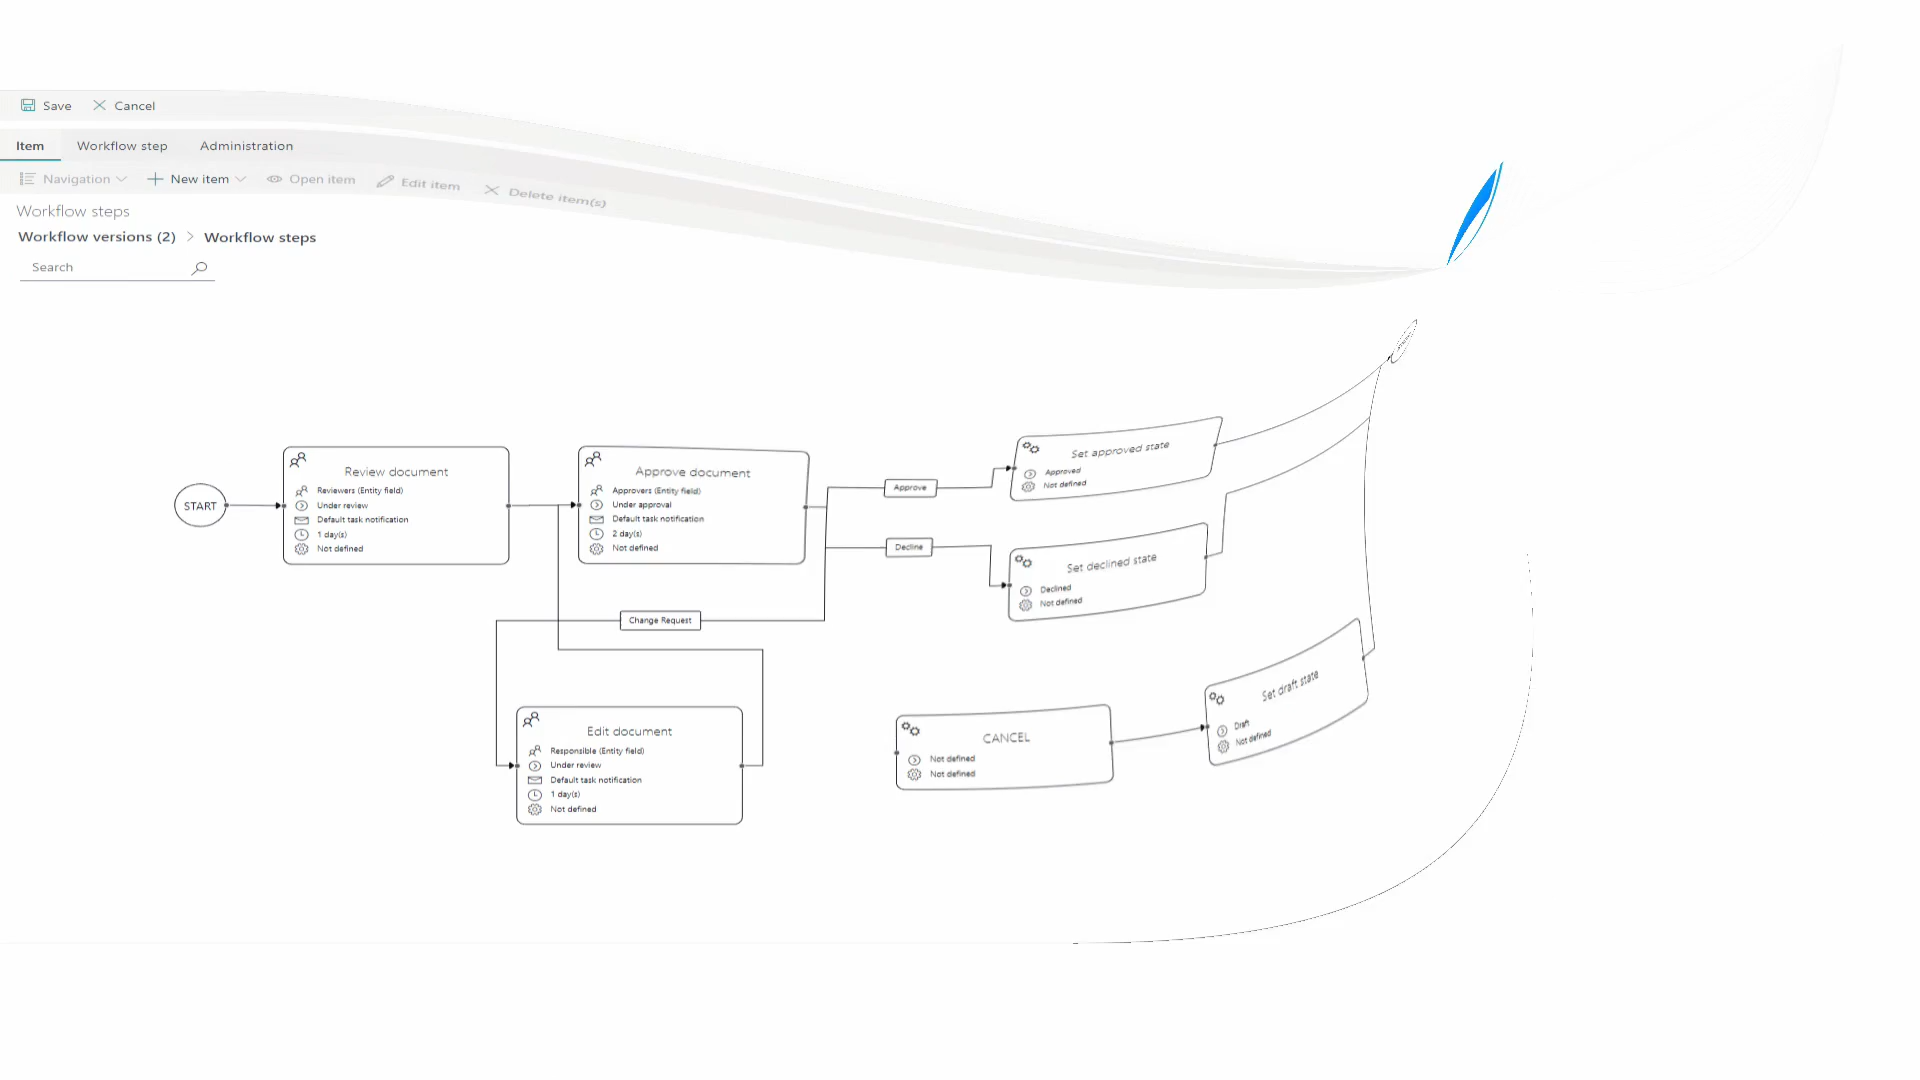 Save Cancel
Item Workflow step Administration
Navigation New item Open item Edit item Delete item(s)
Workflow steps
Workflow versions (2) > Workflow steps
Search
START
Review document
Reviewers (Entity field)
Under review
Default task notification
1 day(s)
Not defined
Approve document
Approvers (Entity field)
Under approval
Default task notification
2 day(s)
Not defined
Approve
Decline
Change Request
Set approved state
Approved
Not defined
Set declined state
Declined
Not defined
Edit document
Responsible (Entity field)
Under review
Default task notification
1 day(s)
Not defined
CANCEL
Not defined
Not defined
Set draft state
Draft
Not defined